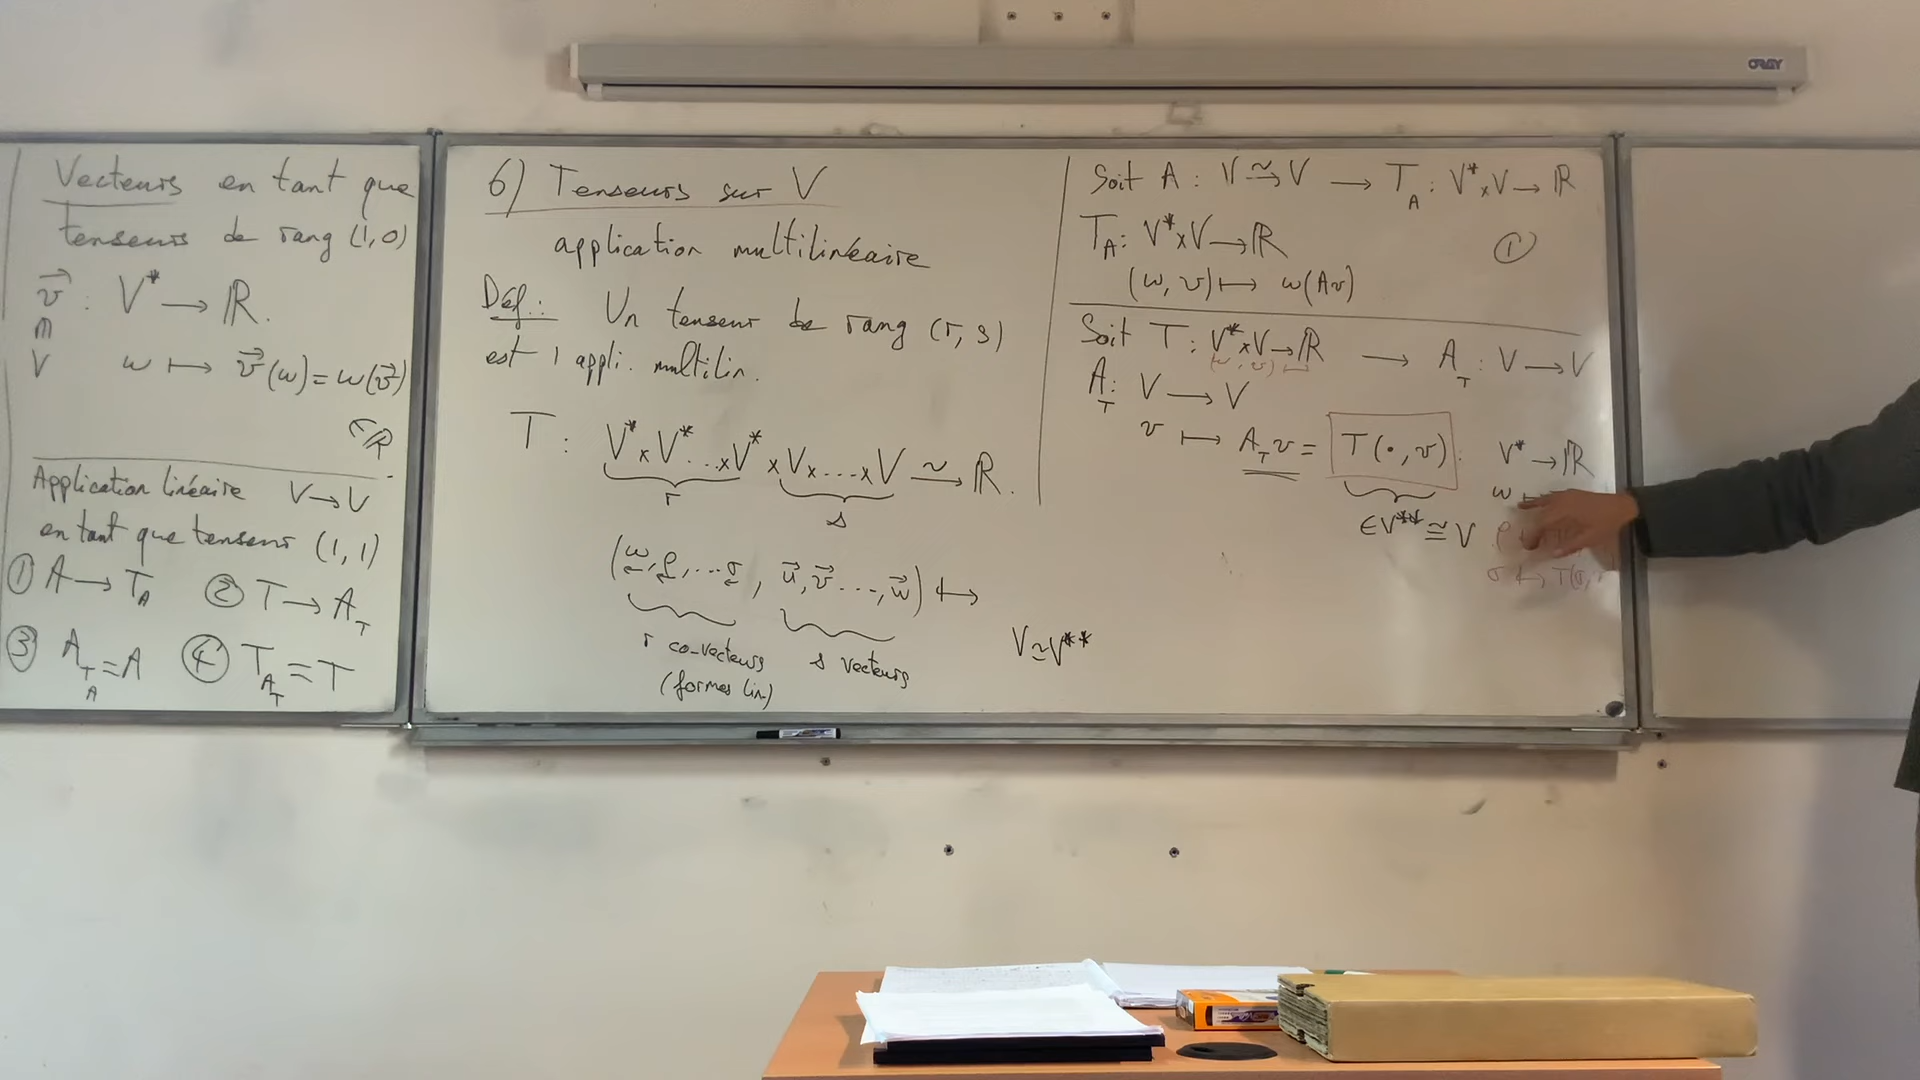 ORAY
Vecteurs en tant que
tenseurs de rang (1,0)
v⃗ : V* → ℝ.
∈
V ω ↦ v⃗(ω) = ω(v⃗)
∈ℝ
Application linéaire V → V
en tant que tenseur (1,1)
① A → T_A ② T → A_T
③ A_{T_A} = A ④ T_{A_T} = T
6) Tenseurs sur V
application multilinéaire
Déf.: Un tenseur de rang (r, s)
est 1 appli. multilin.
T : V* × V* ... × V* × V × .... × V ~→ ℝ.
r s
(ω, ρ, ... σ, u⃗, v⃗ ..., w⃗) ↦
r co-vecteurs s vecteurs
(formes lin)
V ≃ V**
Soit A : V ~→ V → T_A : V* × V → ℝ
T_A : V* × V → ℝ ①
(ω, v) ↦ ω(Av)
Soit T : V* × V → ℝ → A_T : V → V
(ω, v) ↦
A_T : V → V
v ↦ A_T v = T(•, v) : V* → ℝ
ω ↦
∈ V** ≅ V ρ ↦
σ ↦ T(σ,